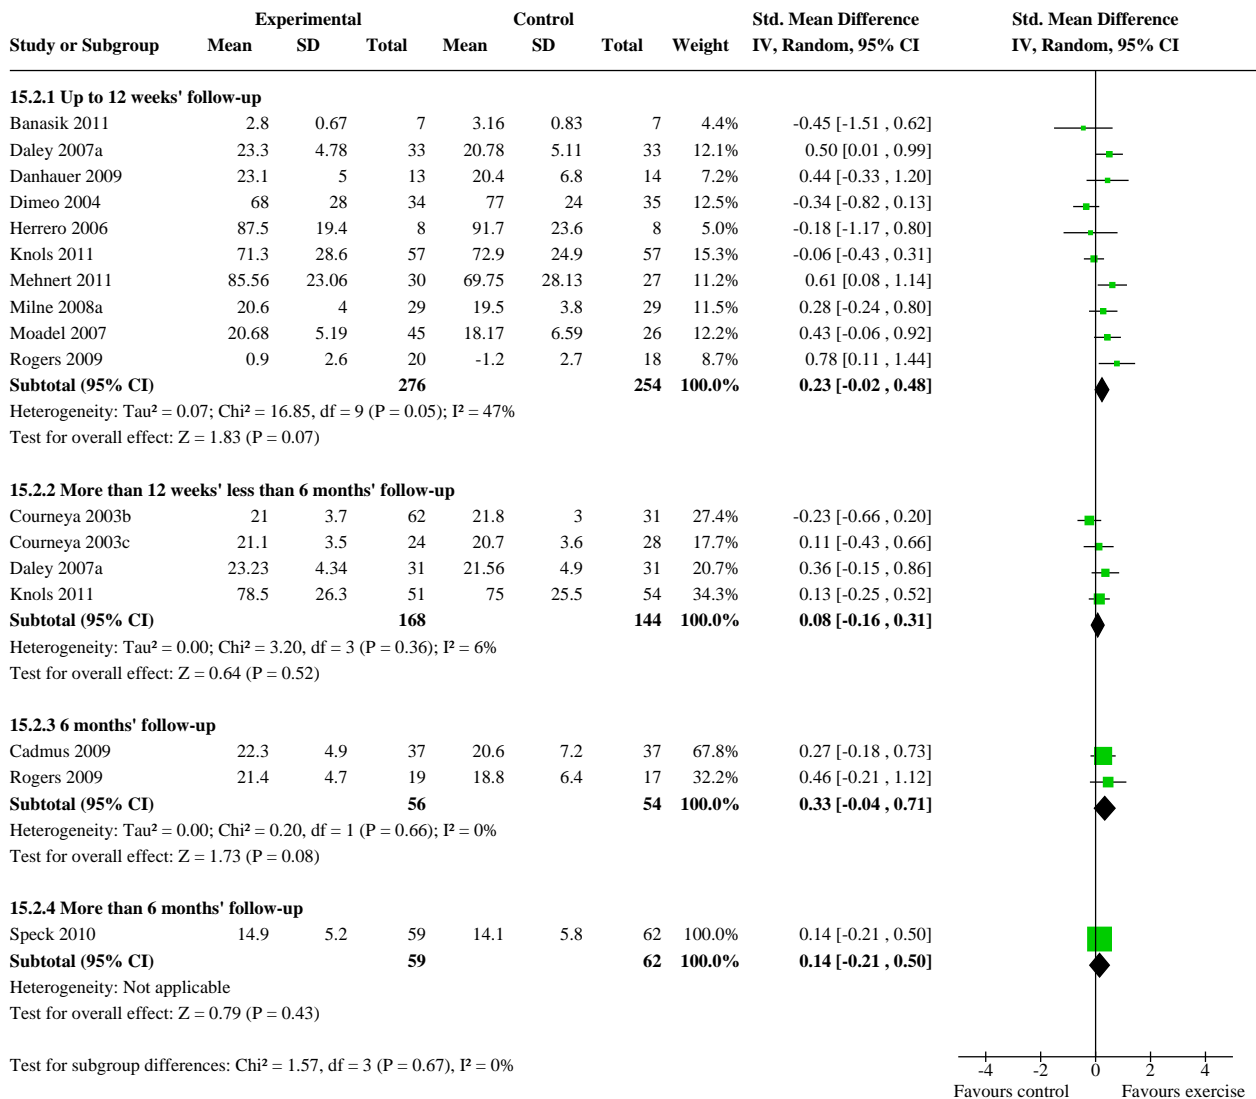 Experimental Control Std. Mean Difference Std. Mean Difference
Study or Subgroup Mean SD Total Mean SD Total Weight IV, Random, 95% CI IV, Random, 95% CI
15.2.1 Up to 12 weeks' follow-up
Banasik 2011 2.8 0.67 7 3.16 0.83 7 4.4% -0.45 [-1.51 , 0.62]
Daley 2007a 23.3 4.78 33 20.78 5.11 33 12.1% 0.50 [0.01 , 0.99]
Danhauer 2009 23.1 5 13 20.4 6.8 14 7.2% 0.44 [-0.33 , 1.20]
Dimeo 2004 68 28 34 77 24 35 12.5% -0.34 [-0.82 , 0.13]
Herrero 2006 87.5 19.4 8 91.7 23.6 8 5.0% -0.18 [-1.17 , 0.80]
Knols 2011 71.3 28.6 57 72.9 24.9 57 15.3% -0.06 [-0.43 , 0.31]
Mehnert 2011 85.56 23.06 30 69.75 28.13 27 11.2% 0.61 [0.08 , 1.14]
Milne 2008a 20.6 4 29 19.5 3.8 29 11.5% 0.28 [-0.24 , 0.80]
Moadel 2007 20.68 5.19 45 18.17 6.59 26 12.2% 0.43 [-0.06 , 0.92]
Rogers 2009 0.9 2.6 20 -1.2 2.7 18 8.7% 0.78 [0.11 , 1.44]
Subtotal (95% CI) 276 254 100.0% 0.23 [-0.02 , 0.48]
Heterogeneity: Tau² = 0.07; Chi² = 16.85, df = 9 (P = 0.05); I² = 47%
Test for overall effect: Z = 1.83 (P = 0.07)
15.2.2 More than 12 weeks' less than 6 months' follow-up
Courneya 2003b 21 3.7 62 21.8 3 31 27.4% -0.23 [-0.66 , 0.20]
Courneya 2003c 21.1 3.5 24 20.7 3.6 28 17.7% 0.11 [-0.43 , 0.66]
Daley 2007a 23.23 4.34 31 21.56 4.9 31 20.7% 0.36 [-0.15 , 0.86]
Knols 2011 78.5 26.3 51 75 25.5 54 34.3% 0.13 [-0.25 , 0.52]
Subtotal (95% CI) 168 144 100.0% 0.08 [-0.16 , 0.31]
Heterogeneity: Tau² = 0.00; Chi² = 3.20, df = 3 (P = 0.36); I² = 6%
Test for overall effect: Z = 0.64 (P = 0.52)
15.2.3 6 months' follow-up
Cadmus 2009 22.3 4.9 37 20.6 7.2 37 67.8% 0.27 [-0.18 , 0.73]
Rogers 2009 21.4 4.7 19 18.8 6.4 17 32.2% 0.46 [-0.21 , 1.12]
Subtotal (95% CI) 56 54 100.0% 0.33 [-0.04 , 0.71]
Heterogeneity: Tau² = 0.00; Chi² = 0.20, df = 1 (P = 0.66); I² = 0%
Test for overall effect: Z = 1.73 (P = 0.08)
15.2.4 More than 6 months' follow-up
Speck 2010 14.9 5.2 59 14.1 5.8 62 100.0% 0.14 [-0.21 , 0.50]
Subtotal (95% CI) 59 62 100.0% 0.14 [-0.21 , 0.50]
Heterogeneity: Not applicable
Test for overall effect: Z = 0.79 (P = 0.43)
Test for subgroup differences: Chi² = 1.57, df = 3 (P = 0.67), I² = 0%
-4 -2 0 2 4
Favours control Favours exercise